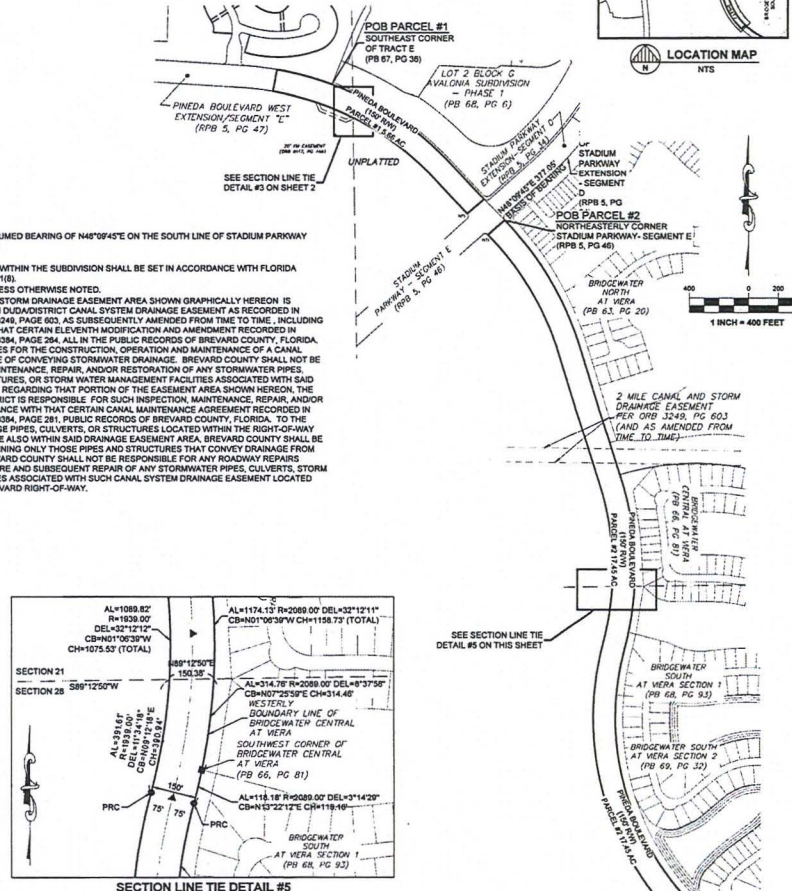 POB PARCEL #1
SOUTHEAST CORNER
OF TRACT E
(PB 67, PG 36)
LOCATION MAP
N
NTS
LOT 2 BLOCK G
AVALONIA SUBDIVISION
- PHASE 1
(PB 68, PG 6)
PINEDA BOULEVARD WEST
EXTENSION/SEGMENT "E"
(RPB 5, PG 47)
PINEDA BOULEVARD
(150' R/W)
PARCEL #1 5.66 AC
SEE SECTION LINE TIE
DETAIL #3 ON SHEET 2
UNPLATTED
STADIUM PARKWAY
EXTENSION-SEGMENT D
(RPB 5, PG 14)
STADIUM
PARKWAY
EXTENSION
- SEGMENT
D
(RPB 5, PG
N48°09'45"E 377.05'
BASIS OF BEARING
POB PARCEL #2
NORTHEASTERLY CORNER
STADIUM PARKWAY- SEGMENT E
(RPB 5, PG 46)
STADIUM
PARKWAY - SEGMENT E
(RPB 5, PG 46)
BRIDGEWATER
NORTH
AT VIERA
(PB 63, PG 20)
400 0 200
1 INCH = 400 FEET
UMED BEARING OF N48°09'45"E ON THE SOUTH LINE OF STADIUM PARKWAY
WITHIN THE SUBDIVISION SHALL BE SET IN ACCORDANCE WITH FLORIDA
1(8).
ESS OTHERWISE NOTED.
STORM DRAINAGE EASEMENT AREA SHOWN GRAPHICALLY HEREON IS
DUDA/DISTRICT CANAL SYSTEM DRAINAGE EASEMENT AS RECORDED IN
249, PAGE 603, AS SUBSEQUENTLY AMENDED FROM TIME TO TIME , INCLUDING
HAT CERTAIN ELEVENTH MODIFICATION AND AMENDMENT RECORDED IN
384, PAGE 264, ALL IN THE PUBLIC RECORDS OF BREVARD COUNTY, FLORIDA.
ES FOR THE CONSTRUCTION, OPERATION AND MAINTENANCE OF A CANAL
E OF CONVEYING STORMWATER DRAINAGE. BREVARD COUNTY SHALL NOT BE
NTENANCE, REPAIR, AND/OR RESTORATION OF ANY STORMWATER PIPES,
TURES, OR STORM WATER MANAGEMENT FACILITIES ASSOCIATED WITH SAID
REGARDING THAT PORTION OF THE EASEMENT AREA SHOWN HEREON, THE
RICT IS RESPONSIBLE FOR SUCH INSPECTION, MAINTENANCE, REPAIR, AND/OR
ANCE WITH THAT CERTAIN CANAL MAINTENANCE AGREEMENT RECORDED IN
384, PAGE 281, PUBLIC RECORDS OF BREVARD COUNTY, FLORIDA. TO THE
GE PIPES, CULVERTS, OR STRUCTURES LOCATED WITHIN THE RIGHT-OF-WAY
E ALSO WITHIN SAID DRAINAGE EASEMENT AREA, BREVARD COUNTY SHALL BE
NING ONLY THOSE PIPES AND STRUCTURES THAT CONVEY DRAINAGE FROM
ARD COUNTY SHALL NOT BE RESPONSIBLE FOR ANY ROADWAY REPAIRS
RE AND SUBSEQUENT REPAIR OF ANY STORMWATER PIPES, CULVERTS, STORM
ES ASSOCIATED WITH SUCH CANAL SYSTEM DRAINAGE EASEMENT LOCATED
VARD RIGHT-OF-WAY.
2 MILE CANAL AND STORM
DRAINAGE EASEMENT
PER ORB 3249, PG 603
(AND AS AMENDED FROM
TIME TO TIME)
BRIDGEWATER
CENTRAL AT VIERA
(PB 66, PG 81)
PINEDA BOULEVARD
(150' R/W)
PARCEL #2 17.45 AC
SEE SECTION LINE TIE
DETAIL #5 ON THIS SHEET
BRIDGEWATER
SOUTH
AT VIERA SECTION 1
(PB 68, PG 93)
BRIDGEWATER SOUTH
AT VIERA SECTION 2
(PB 69, PG 32)
PINEDA BOULEVARD
(150' R/W)
PARCEL #2 17.45 AC
AL=1089.82'
R=1939.00'
DEL=32°12'12"
CB=N01°06'39"W
CH=1075.53' (TOTAL)
AL=1174.13' R=2089.00' DEL=32°12'11"
CB=N01°06'39"W CH=1158.73' (TOTAL)
SECTION 21
SECTION 28
S89°12'50"W
N89°12'50"E
150.38'
AL=314.76' R=2089.00' DEL=8°37'58"
CB=N07°25'59"E CH=314.46'
WESTERLY
BOUNDARY LINE OF
BRIDGEWATER CENTRAL
AT VIERA
SOUTHWEST CORNER OF
BRIDGEWATER CENTRAL
AT VIERA
(PB 66, PG 81)
AL=391.61'
R=1939.00'
DEL=11°34'18"
CB=N09°12'18"E
CH=390.94'
150'
75' 75'
PRC
PRC
AL=118.18' R=2089.00' DEL=3°14'29"
CB=N13°22'12"E CH=118.16'
BRIDGEWATER
SOUTH
AT VIERA SECTION 1
(PB 68, PG 93)
SECTION LINE TIE DETAIL #5